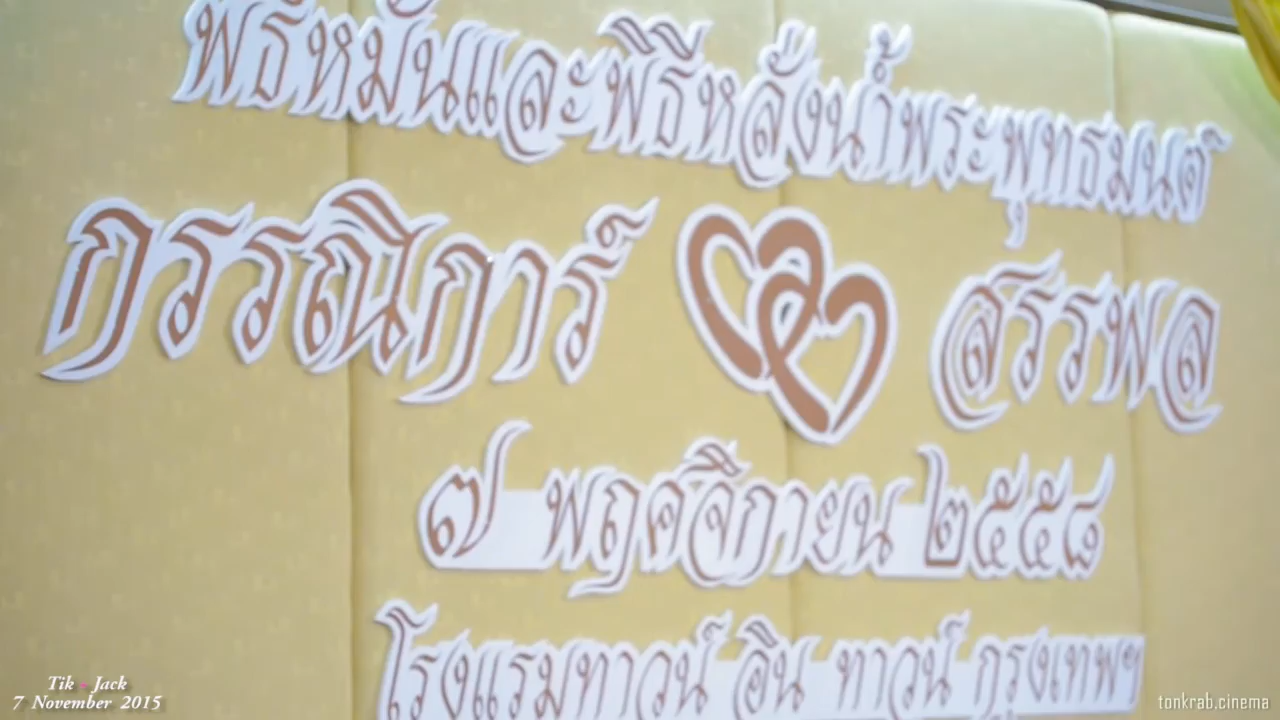 พิธีหมั้นและพิธีหลั่งน้ำพระพุทธมนต์
กรรณิการ์ สรรพล
๗ พฤศจิกายน ๒๕๕๘
โรงแรมทาวน์ อิน ทาวน์ กรุงเทพฯ
Tik - Jack
7 November 2015
tonkrab.cinema